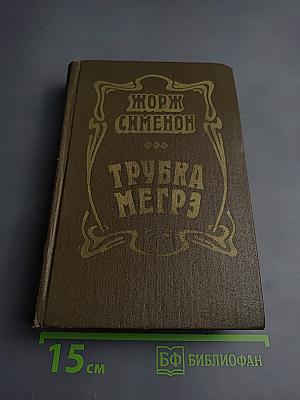 ЖОРЖ
СИМЕНОН
ТРУБКА
МЕГРЭ
15 см
БФ БИБЛИОФАН